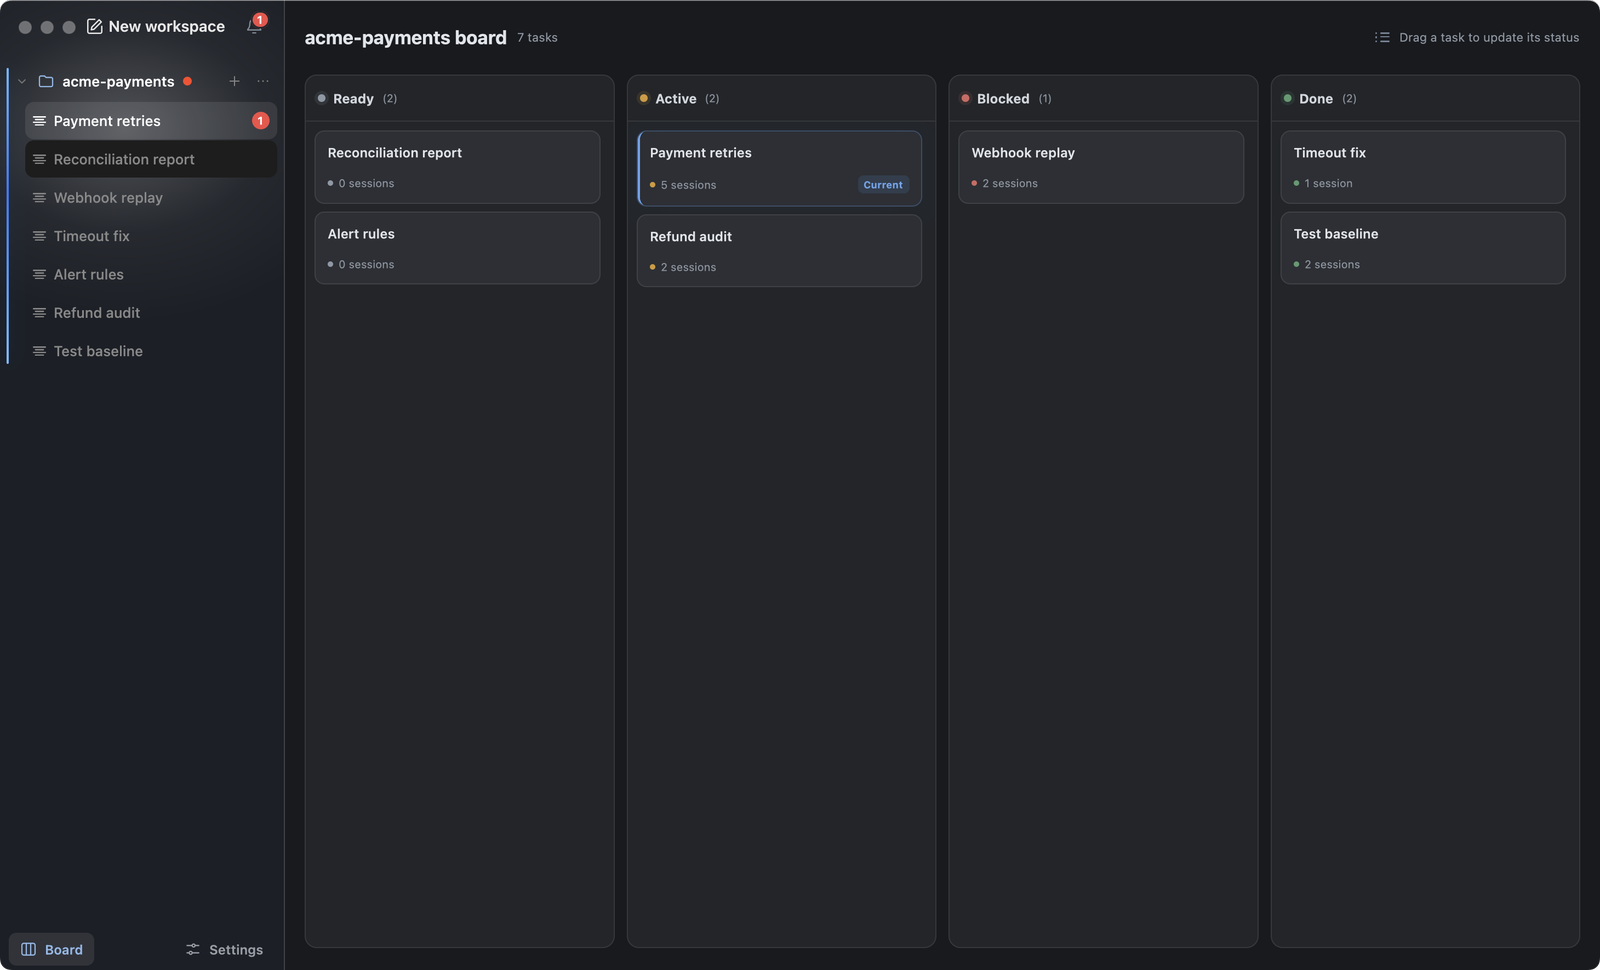 New workspace
1
acme-payments
Payment retries
1
Reconciliation report
Webhook replay
Timeout fix
Alert rules
Refund audit
Test baseline
Board
Settings
acme-payments board
7 tasks
Drag a task to update its status
Ready (2)
Reconciliation report
0 sessions
Alert rules
0 sessions
Active (2)
Payment retries
5 sessions
Current
Refund audit
2 sessions
Blocked (1)
Webhook replay
2 sessions
Done (2)
Timeout fix
1 session
Test baseline
2 sessions